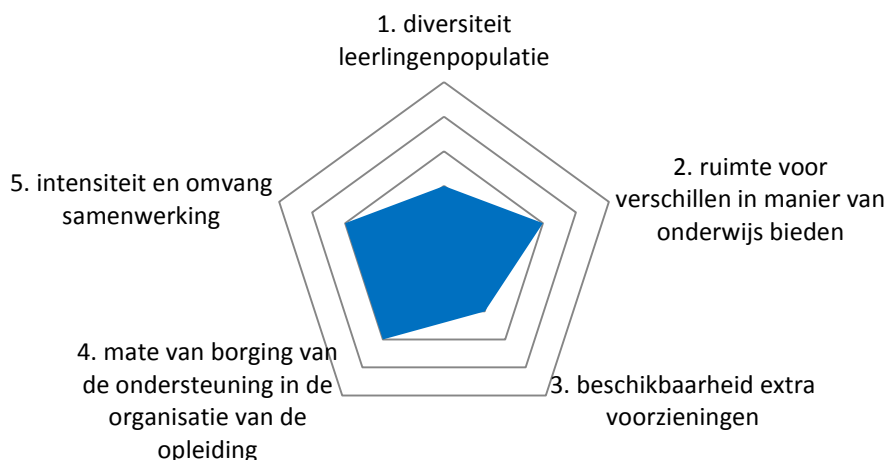 1. diversiteit
leerlingenpopulatie
2. ruimte voor
verschillen in manier van
onderwijs bieden
3. beschikbaarheid extra
voorzieningen
4. mate van borging van
de ondersteuning in de
organisatie van de
opleiding
5. intensiteit en omvang
samenwerking